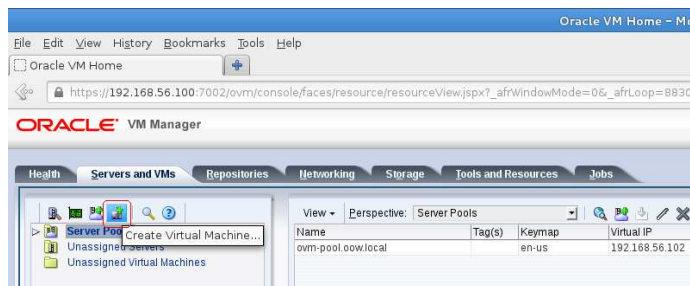 Oracle VM Home - Mo
File Edit View History Bookmarks Tools Help
Oracle VM Home
https://192.168.56.100:7002/ovm/console/faces/resource/resourceView.jspx?_afrWindowMode=0&_afrLoop=8830
ORACLE VM Manager
Health Servers and VMs Repositories Networking Storage Tools and Resources Jobs
View Perspective: Server Pools
Server Poo
Create Virtual Machine...
Unassigned Servers
Unassigned Virtual Machines
Name Tag(s) Keymap Virtual IP
ovm-pool.oow.local en-us 192.168.56.102